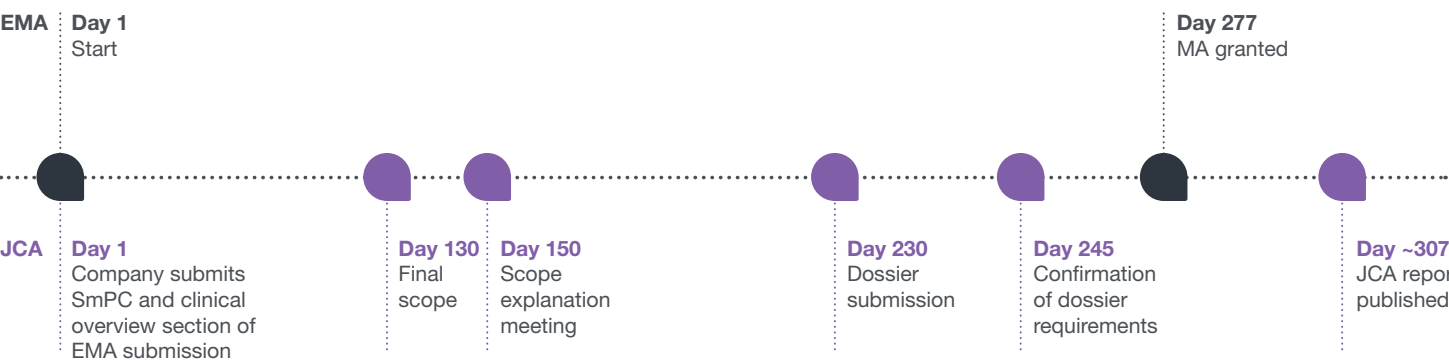 EMA
Day 1
Start
Day 277
MA granted
JCA
Day 1
Company submits
SmPC and clinical
overview section of
EMA submission
Day 130
Final
scope
Day 150
Scope
explanation
meeting
Day 230
Dossier
submission
Day 245
Confirmation
of dossier
requirements
Day ~307
JCA
published